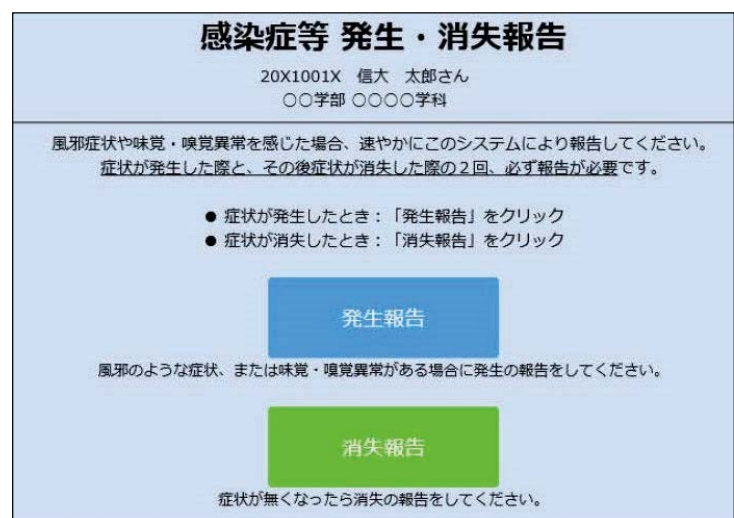 感染症等 発生・消失報告
20X1001X　信大　太郎さん
〇〇学部 〇〇〇〇学科
風邪症状や味覚・嗅覚異常を感じた場合、速やかにこのシステムにより報告してください。
症状が発生した際と、その後症状が消失した際の２回、必ず報告が必要です。
● 症状が発生したとき：「発生報告」をクリック
● 症状が消失したとき：「消失報告」をクリック
発生報告
風邪のような症状、または味覚・嗅覚異常がある場合に発生の報告をしてください。
消失報告
症状が無くなったら消失の報告をしてください。